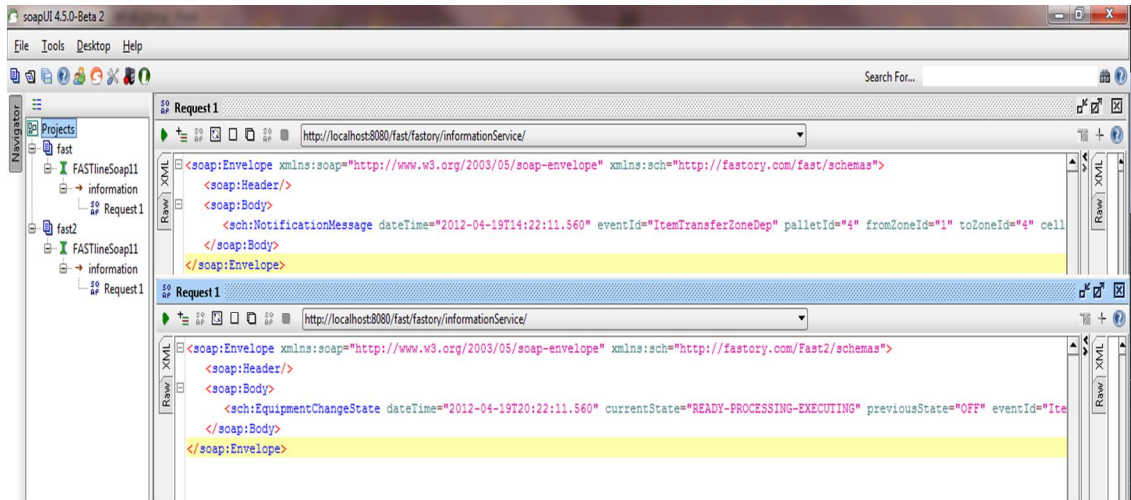 soapUI 4.5.0-Beta 2
File Tools Desktop Help
Search For...
Navigator
Projects
fast
FASTlineSoap11
information
Request 1
fast2
FASTlineSoap11
information
Request 1
Request 1
http://localhost:8080/fast/fastory/informationService/
XML
Raw
<soap:Envelope xmlns:soap="http://www.w3.org/2003/05/soap-envelope" xmlns:sch="http://fastory.com/fast/schemas">
<soap:Header/>
<soap:Body>
<sch:NotificationMessage dateTime="2012-04-19T14:22:11.560" eventId="ItemTransferZoneDep" palletId="4" fromZoneId="1" toZoneId="4" cell
</soap:Body>
</soap:Envelope>
XML
Raw
Request 1
http://localhost:8080/fast/fastory/informationService/
XML
Raw
<soap:Envelope xmlns:soap="http://www.w3.org/2003/05/soap-envelope" xmlns:sch="http://fastory.com/Fast2/schemas">
<soap:Header/>
<soap:Body>
<sch:EquipmentChangeState dateTime="2012-04-19T20:22:11.560" currentState="READY-PROCESSING-EXECUTING" previousState="OFF" eventId="Ite
</soap:Body>
</soap:Envelope>
XML
Raw